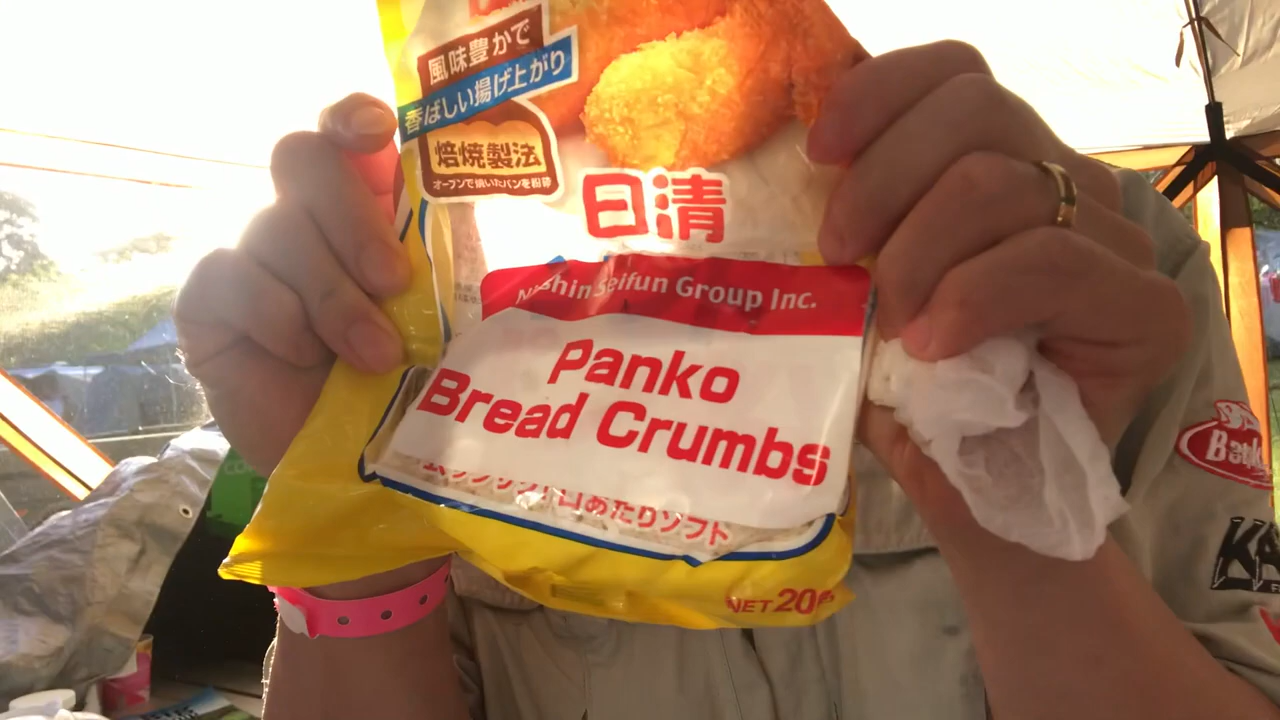 風味豊かで
香ばしい揚げ上がり
焙焼製法
オーブンで焼いたパンを粉砕
日清
Nisshin Seifun Group Inc.
Panko
Bread Crumbs
口あたりソフト
NET 200